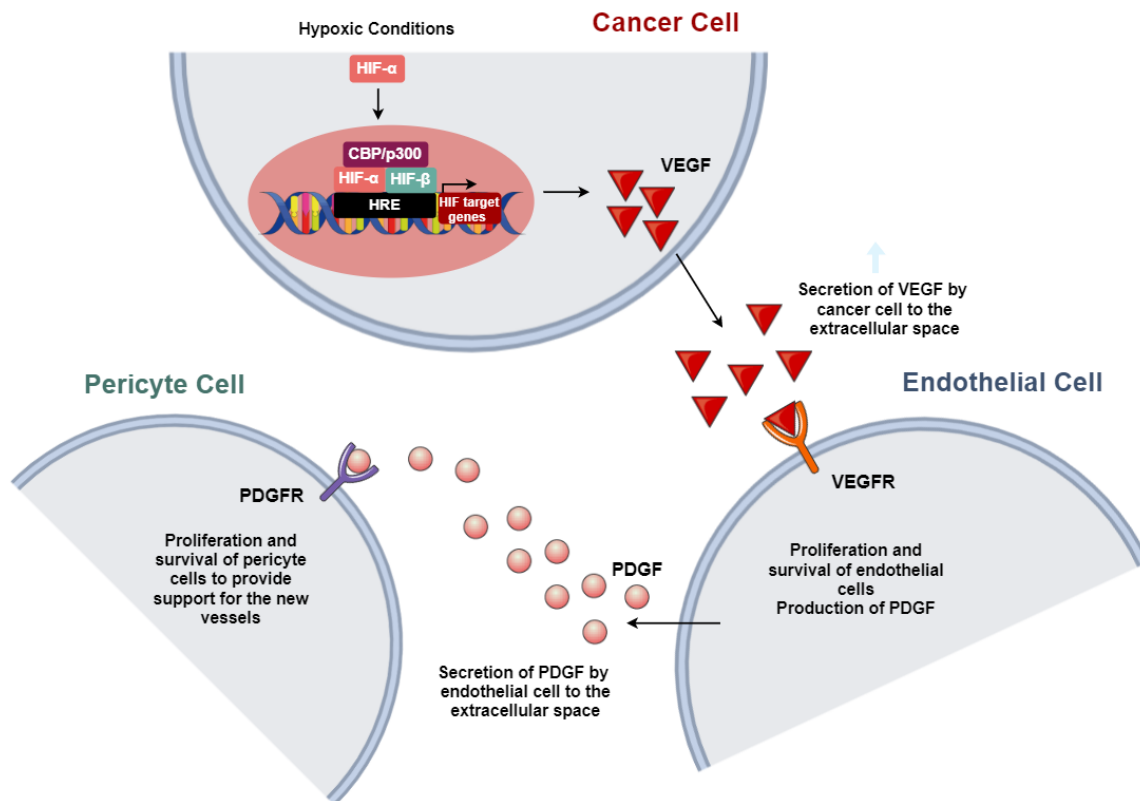 Hypoxic Conditions
Cancer Cell
HIF-α
CBP/p300
HIF-α
HIF-β
HRE
HIF target
genes
VEGF
Secretion of VEGF by
cancer cell to the
extracellular space
Pericyte Cell
Endothelial Cell
PDGFR
VEGFR
Proliferation and
survival of pericyte
cells to provide
support for the new
vessels
PDGF
Proliferation and
survival of endothelial
cells
Production of PDGF
Secretion of PDGF by
endothelial cell to the
extracellular space